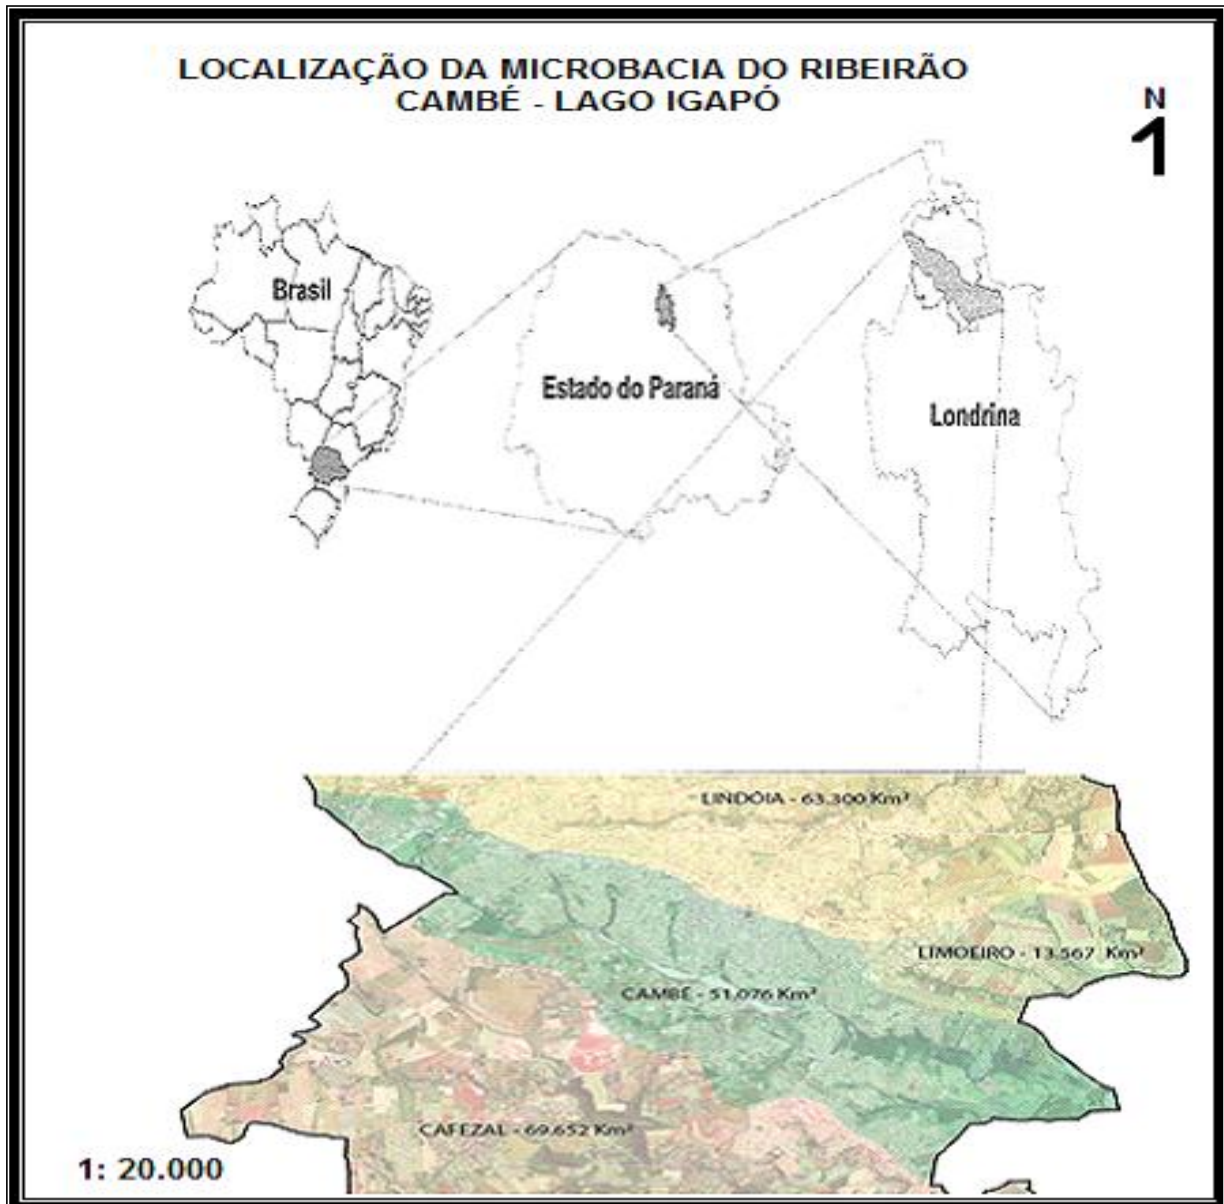 LOCALIZAÇÃO DA MICROBACIA DO RIBEIRÃO
CAMBÉ - LAGO IGAPÓ
N
1
Brasil
Estado do Paraná
Londrina
LINDÓIA - 63.300 Km²
LIMOEIRO - 13.567 Km²
CAMBÉ - 51.076 Km²
CAFEZAL - 69.652 Km²
1: 20.000